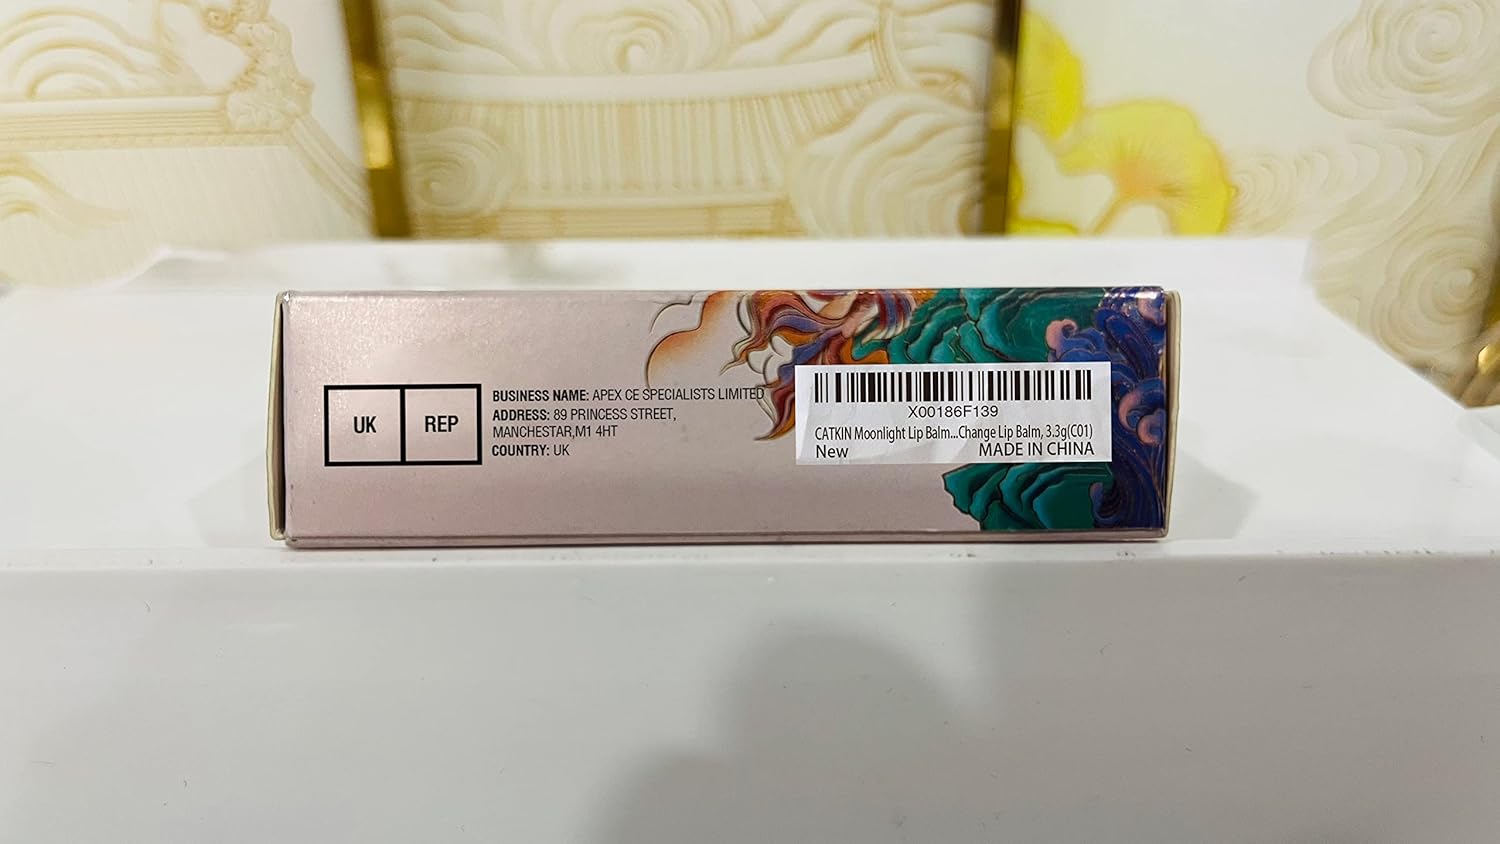 UK REP
BUSINESS NAME: APEX CE SPECIALISTS LIMITED
ADDRESS: 89 PRINCESS STREET,
MANCHESTAR,M1 4HT
COUNTRY: UK
X00186F139
CATKIN Moonlight Lip Balm...Change Lip Balm, 3.3g(C01)
New MADE IN CHINA